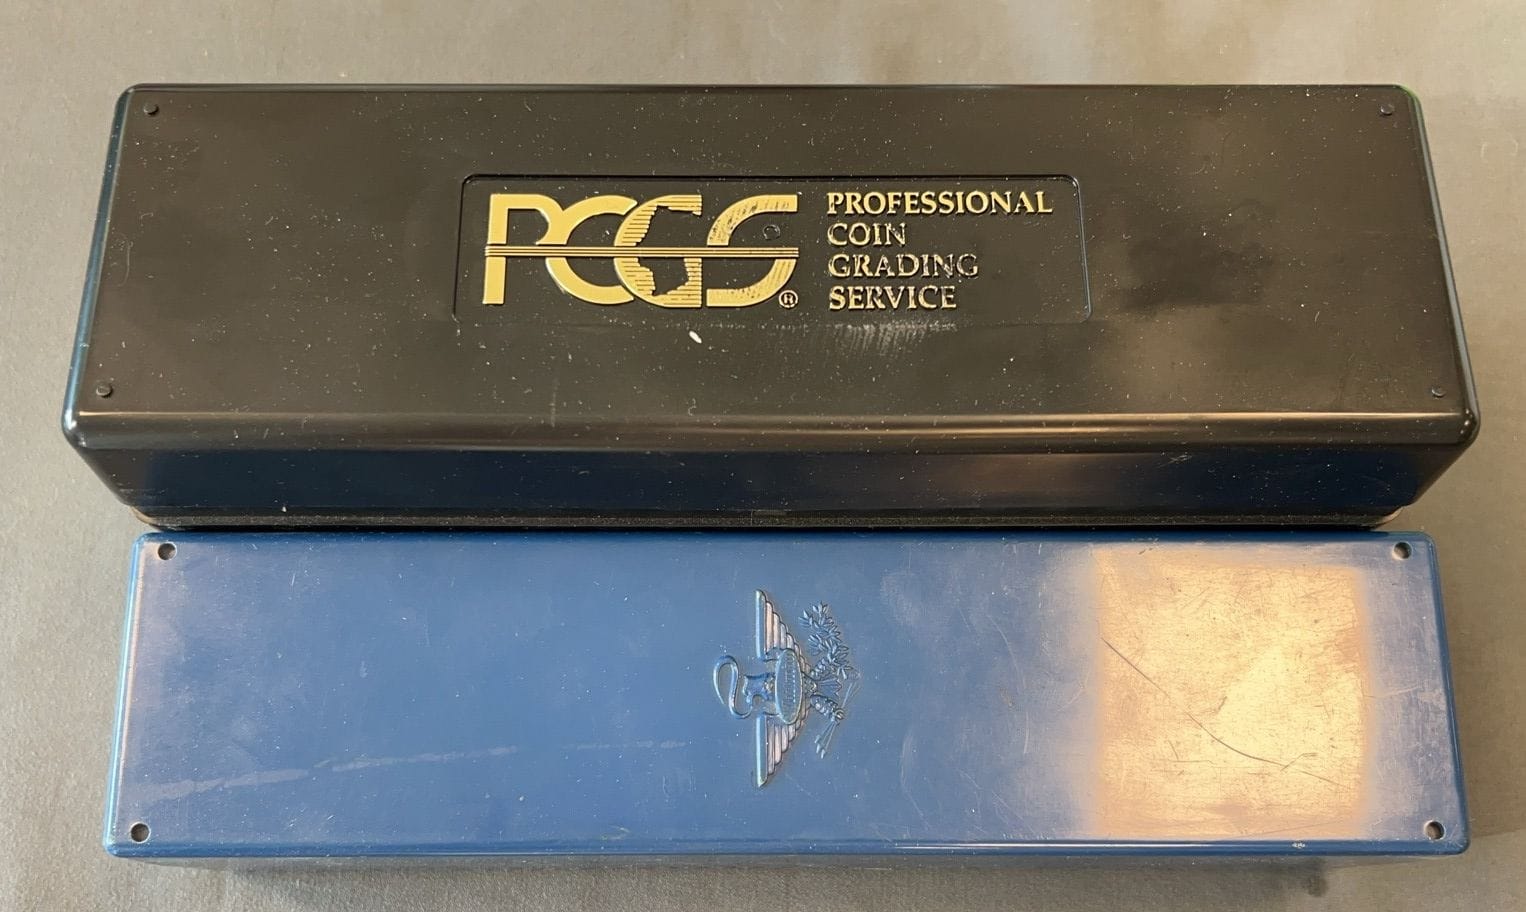 PCGS®
PROFESSIONAL
COIN
GRADING
SERVICE